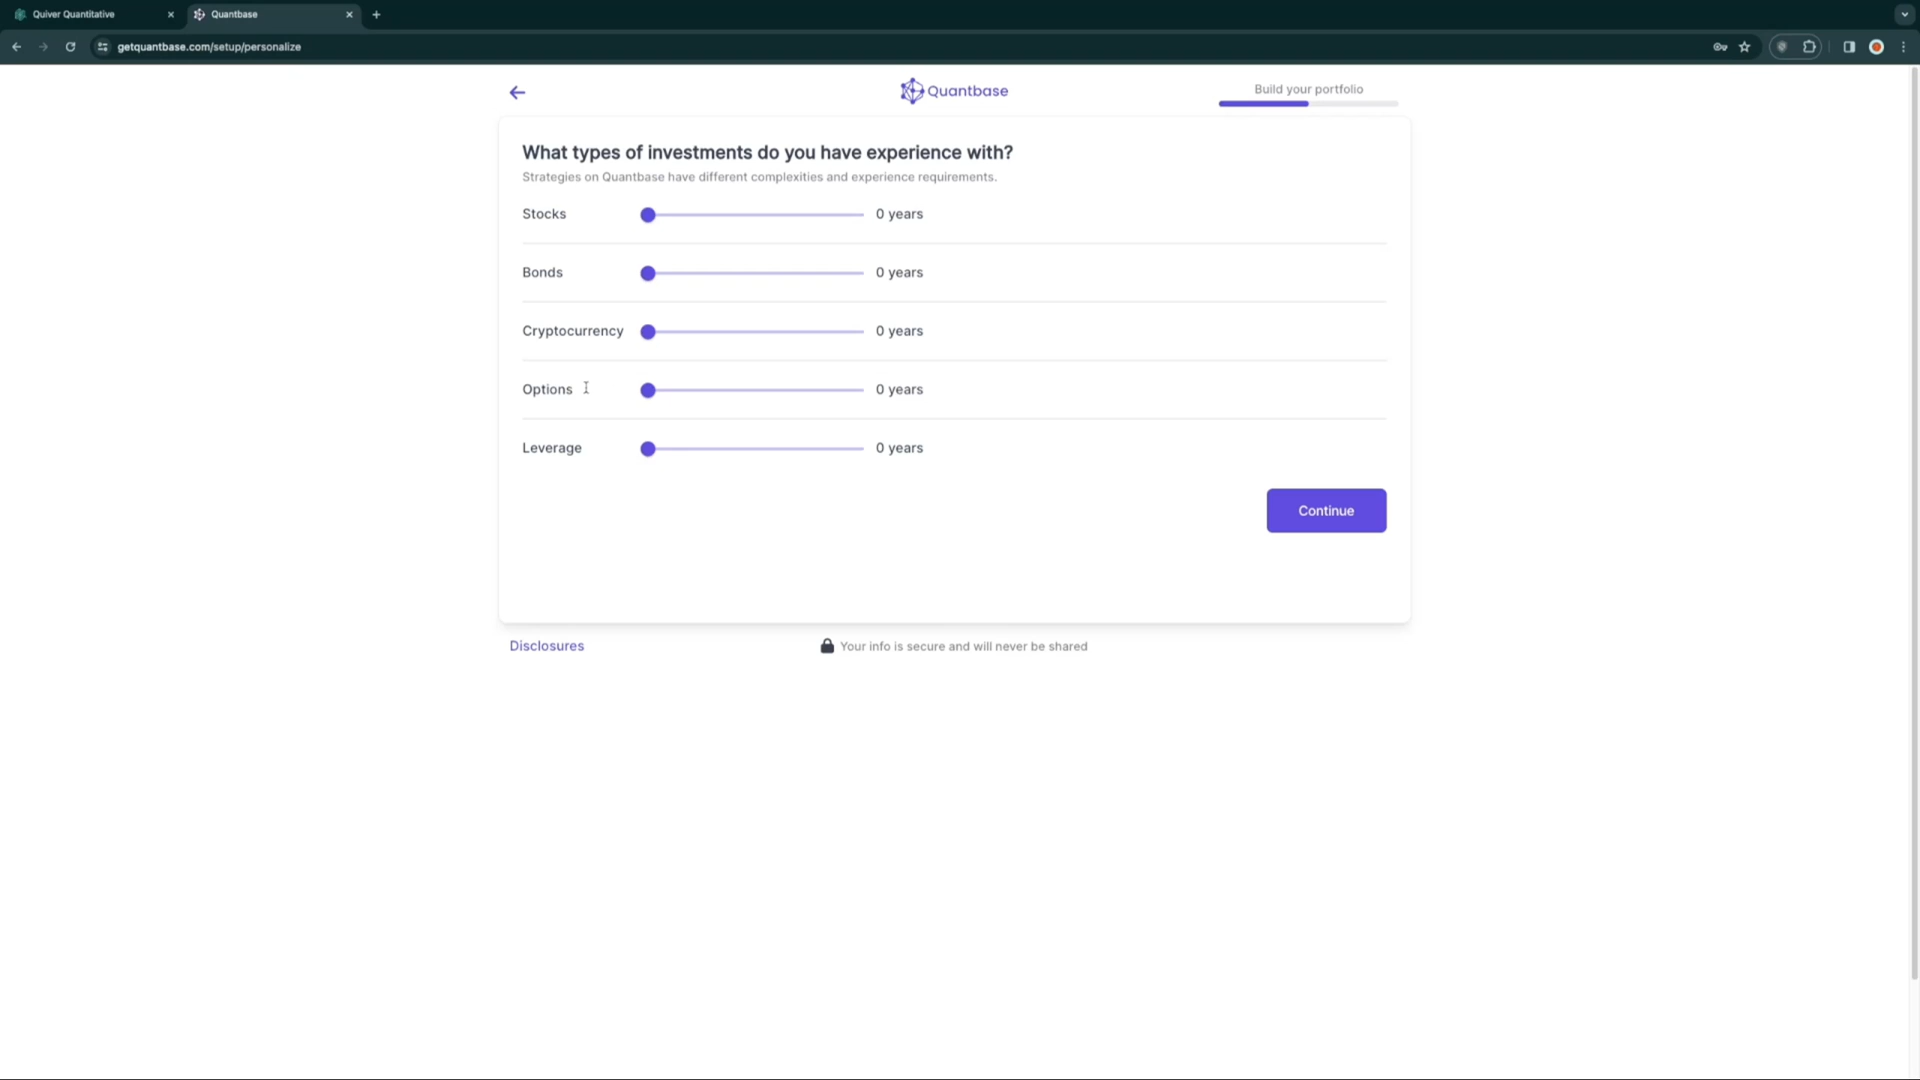 Quiver Quantitative
Quantbase
getquantbase.com/setup/personalize
Quantbase
Build your portfolio
What types of investments do you have experience with?
Strategies on Quantbase have different complexities and experience requirements.
Stocks 0 years
Bonds 0 years
Cryptocurrency 0 years
Options 0 years
Leverage 0 years
Continue
Disclosures
Your info is secure and will never be shared